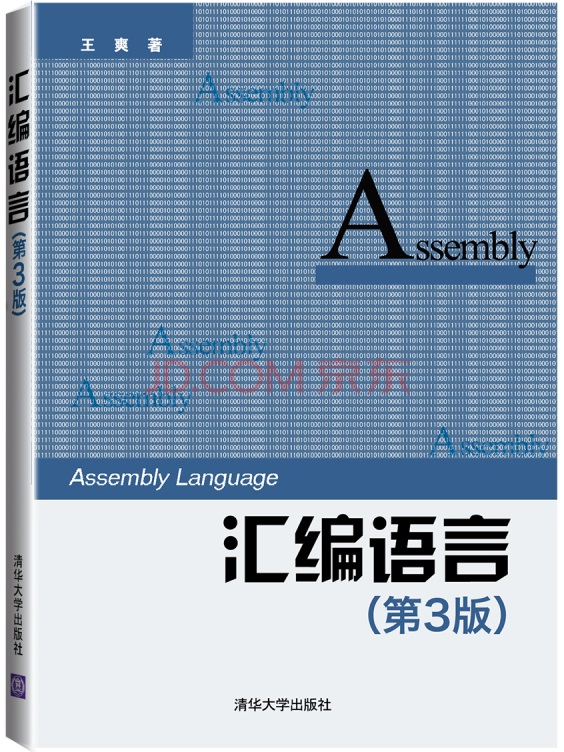 王 爽 著
Assembly
Assembly
Assembly
JD.COM 京东
Assembly
Assembly
Assembly Language
汇编语言
(第3版)
清华大学出版社
汇编语言
(第3版)
清华大学出版社